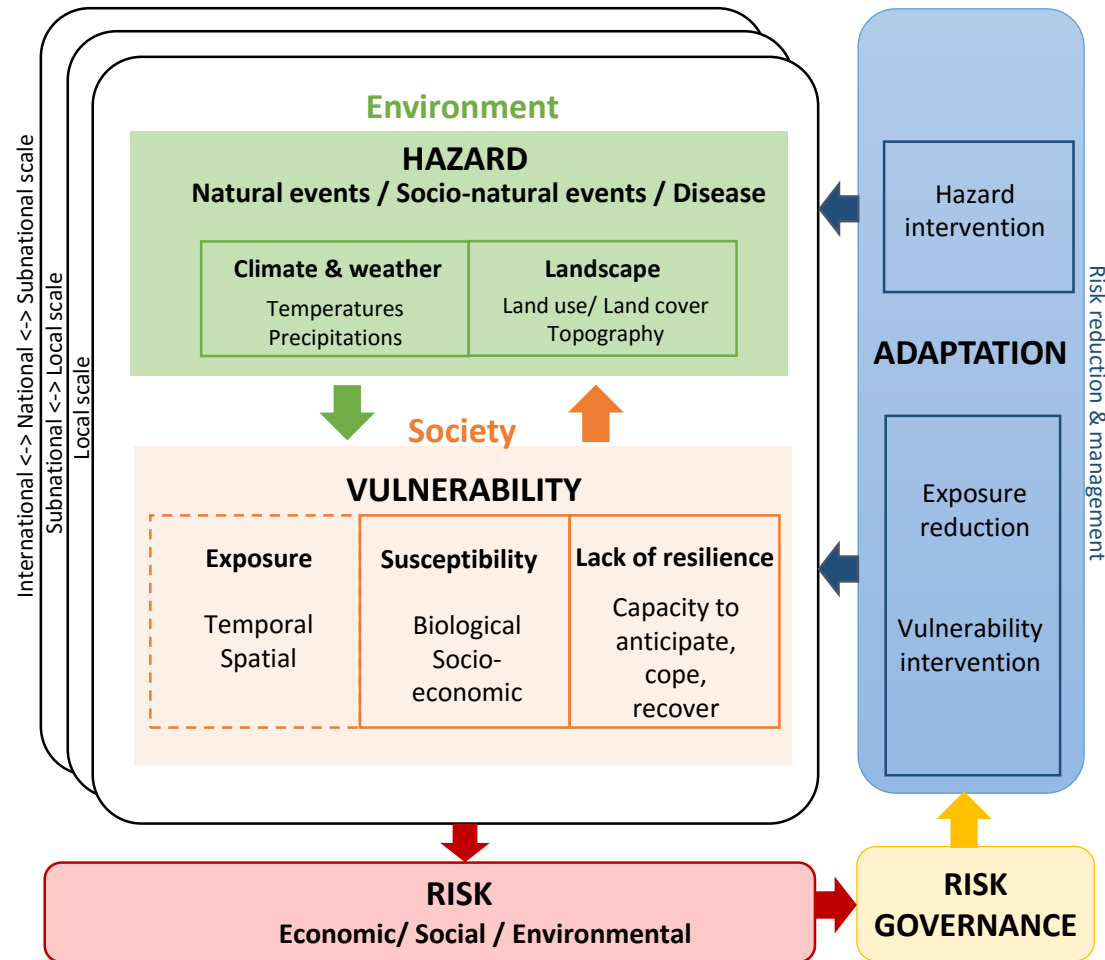 International <-> National <-> Subnational scale
Subnational <-> Local scale
Local scale
Environment
HAZARD
Natural events / Socio-natural events / Disease
Climate & weather
Temperatures
Precipitations
Landscape
Land use/ Land cover
Topography
Society
VULNERABILITY
Exposure
Temporal
Spatial
Susceptibility
Biological
Socio-
economic
Lack of resilience
Capacity to
anticipate,
cope,
recover
Hazard
intervention
ADAPTATION
Exposure
reduction
Vulnerability
intervention
Risk reduction & management
RISK
Economic/ Social / Environmental
RISK
GOVERNANCE